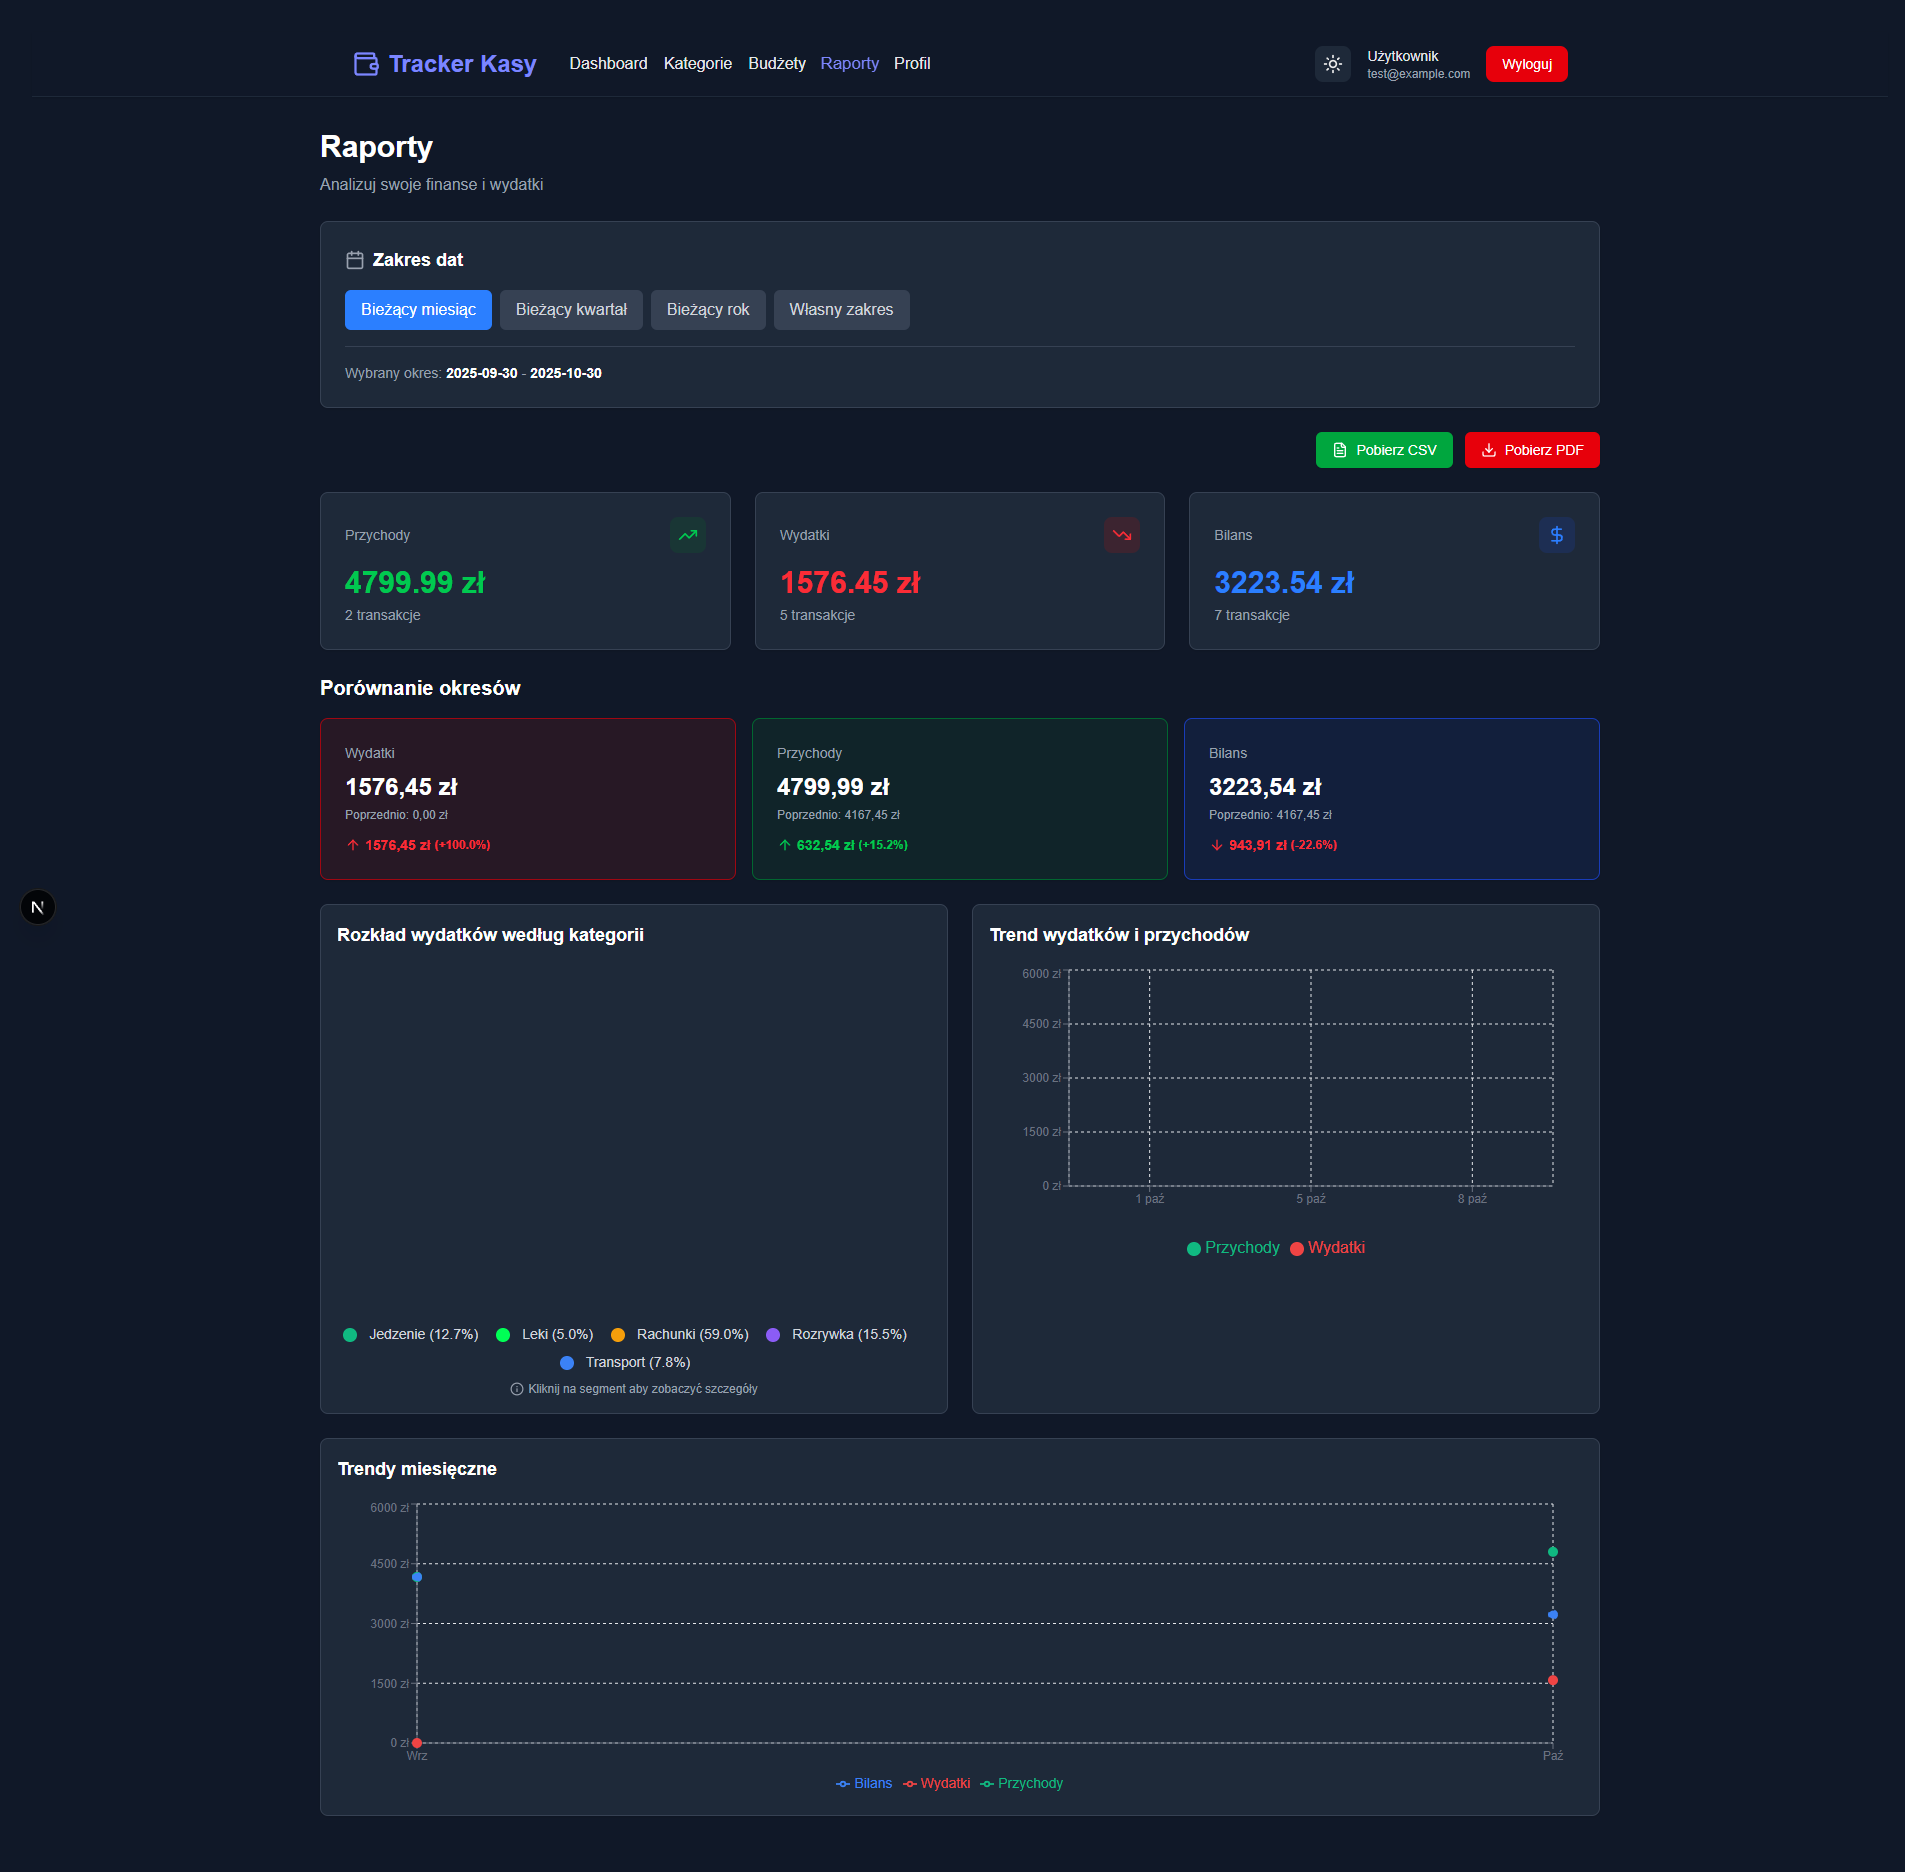 Tracker Kasy Dashboard Kategorie Budżety Raporty Profil Użytkownik Wyloguj
test@example.com
Raporty
Analizuj swoje finanse i wydatki
Zakres dat
Bieżący miesiąc Bieżący kwartał Bieżący rok Własny zakres
Wybrany okres: 2025-09-30 - 2025-10-30
Pobierz CSV Pobierz PDF
Przychody
4799.99 zł
2 transakcje
Wydatki
1576.45 zł
5 transakcje
Bilans
3223.54 zł
7 transakcje
Porównanie okresów
Wydatki
1576,45 zł
Poprzednio: 0,00 zł
1576,45 zł (+100.0%)
Przychody
4799,99 zł
Poprzednio: 4167,45 zł
632,54 zł (+15.2%)
Bilans
3223,54 zł
Poprzednio: 4167,45 zł
943,91 zł (-22.6%)
N
Rozkład wydatków według kategorii
Jedzenie (12.7%) Leki (5.0%) Rachunki (59.0%) Rozrywka (15.5%)
Transport (7.8%)
Kliknij na segment aby zobaczyć szczegóły
Trend wydatków i przychodów
6000 zł
4500 zł
3000 zł
1500 zł
0 zł
1 paź 5 paź 8 paź
Przychody Wydatki
Trendy miesięczne
6000 zł
4500 zł
3000 zł
1500 zł
0 zł
Wrz Paź
Bilans Wydatki Przychody